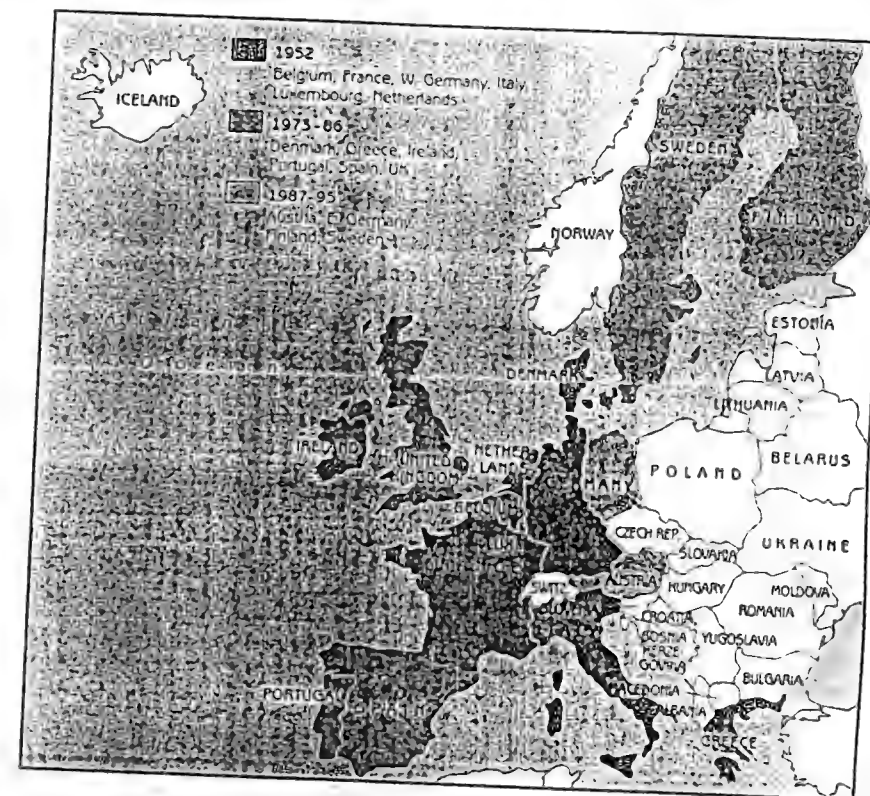 1952
Belgium, France, W. Germany, Italy,
Luxembourg, Netherlands
1973-86
Denmark, Greece, Ireland,
Portugal, Spain, UK
1987-95
Austria, E. Germany,
Finland, Sweden
ICELAND
SWEDEN
FINLAND
NORWAY
ESTONIA
LATVIA
LITHUANIA
DENMARK
IRELAND
UNITED
KINGDOM
NETHER
LANDS
GERMANY
POLAND
BELARUS
CZECH REP.
SLOVAKIA
UKRAINE
AUSTRIA
HUNGARY
MOLDOVA
ROMANIA
SLOVENIA
CROATIA
BOSNIA
HERZE
GOVINA
YUGOSLAVIA
BULGARIA
MACEDONIA
ALBANIA
GREECE
PORTUGAL